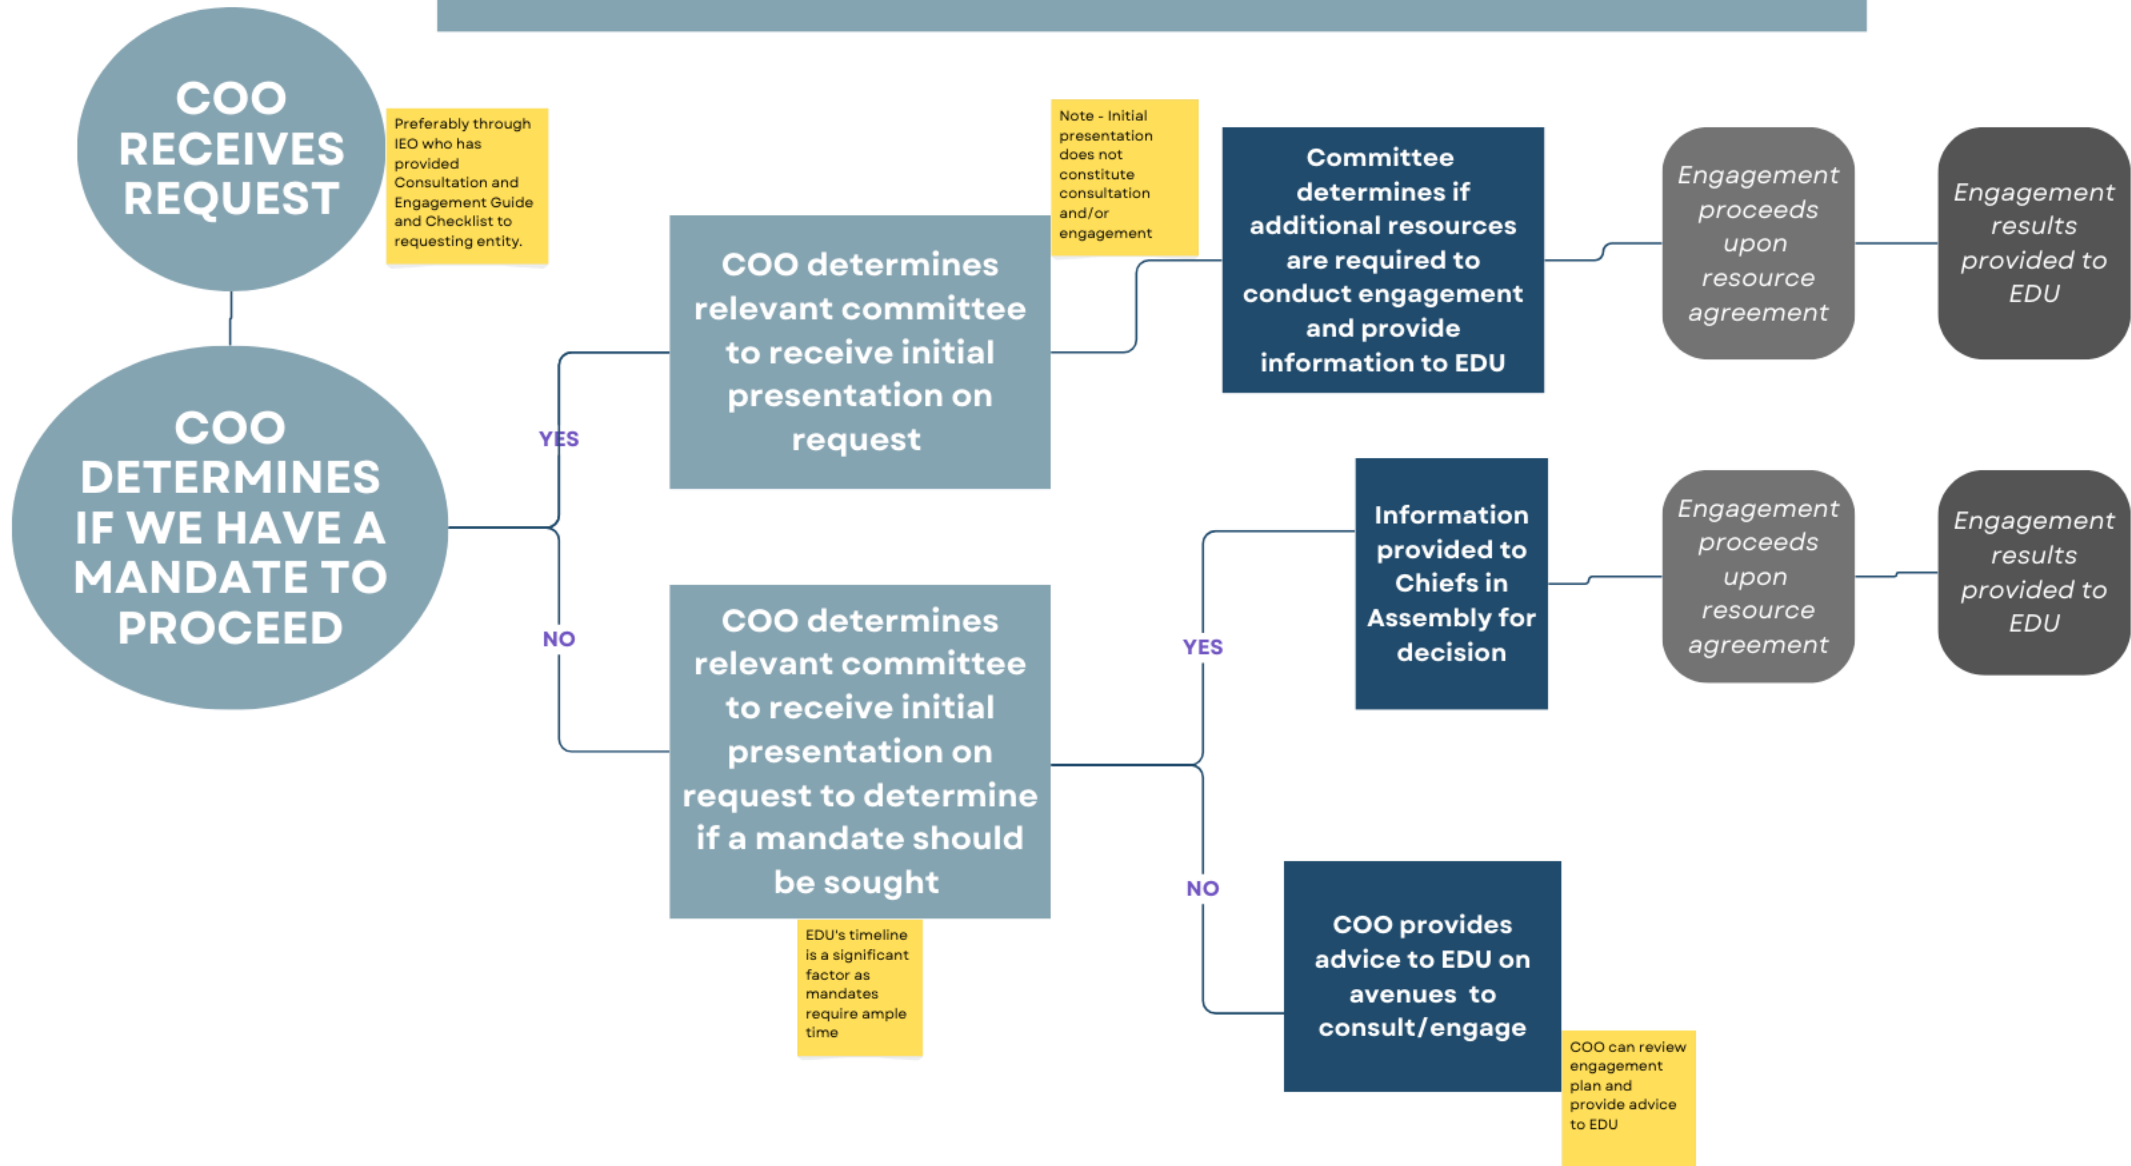 COO
RECEIVES
REQUEST
Preferably through
IEO who has
provided
Consultation and
Engagement Guide
and Checklist to
requesting entity.
COO
DETERMINES
IF WE HAVE A
MANDATE TO
PROCEED
YES
NO
COO determines
relevant committee
to receive initial
presentation on
request
Note - Initial
presentation
does not
constitute
consultation
and/or
engagement
Committee
determines if
additional resources
are required to
conduct engagement
and provide
information to EDU
Engagement
proceeds
upon
resource
agreement
Engagement
results
provided to
EDU
COO determines
relevant committee
to receive initial
presentation on
request to determine
if a mandate should
be sought
EDU's timeline
is a significant
factor as
mandates
require ample
time
YES
NO
Information
provided to
Chiefs in
Assembly for
decision
Engagement
proceeds
upon
resource
agreement
Engagement
results
provided to
EDU
COO provides
advice to EDU on
avenues to
consult/engage
COO can review
engagement
plan and
provide advice
to EDU